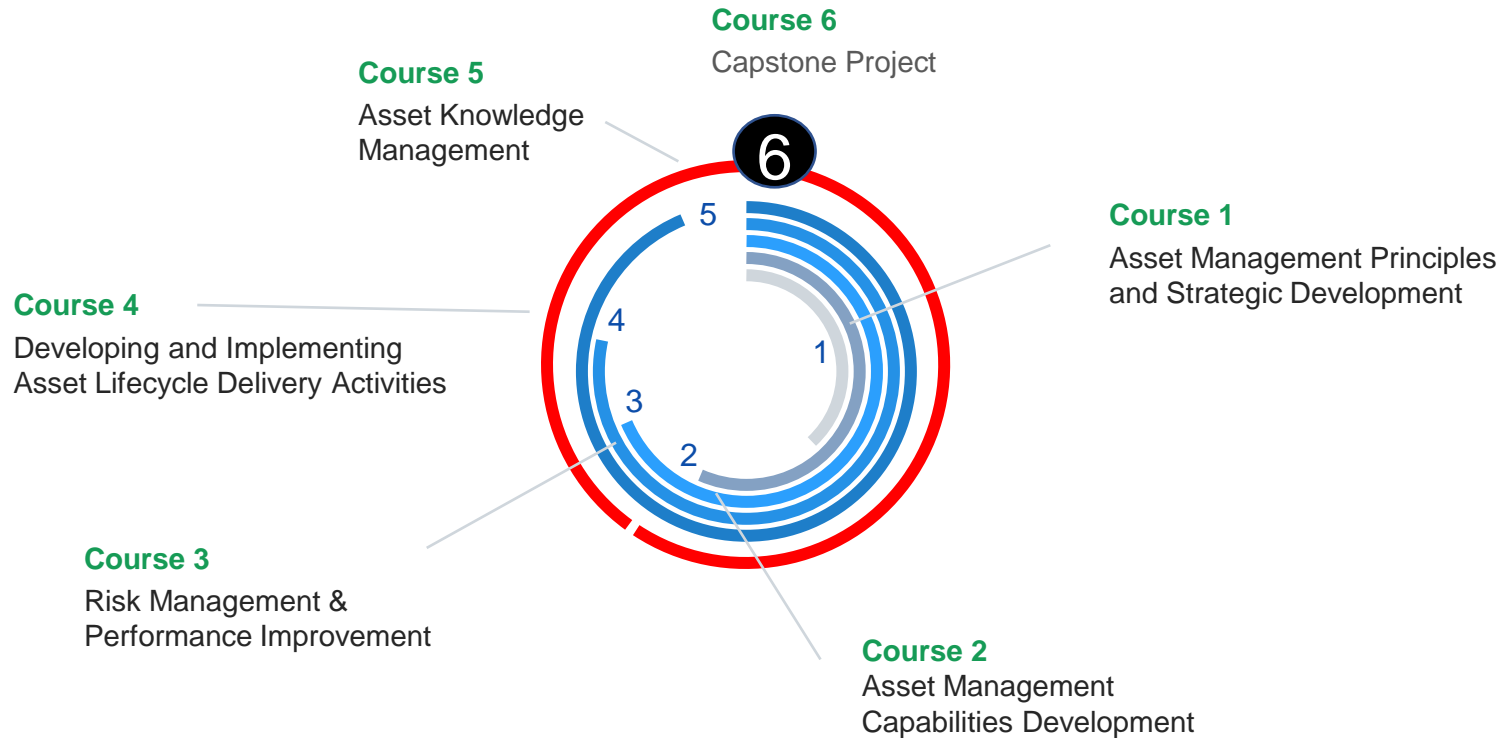 Course 6
Capstone Project
Course 5
Asset Knowledge
Management
6
5
Course 1
Asset Management Principles
and Strategic Development
Course 4
Developing and Implementing
Asset Lifecycle Delivery Activities
4
1
3
2
Course 3
Risk Management &
Performance Improvement
Course 2
Asset Management
Capabilities Development